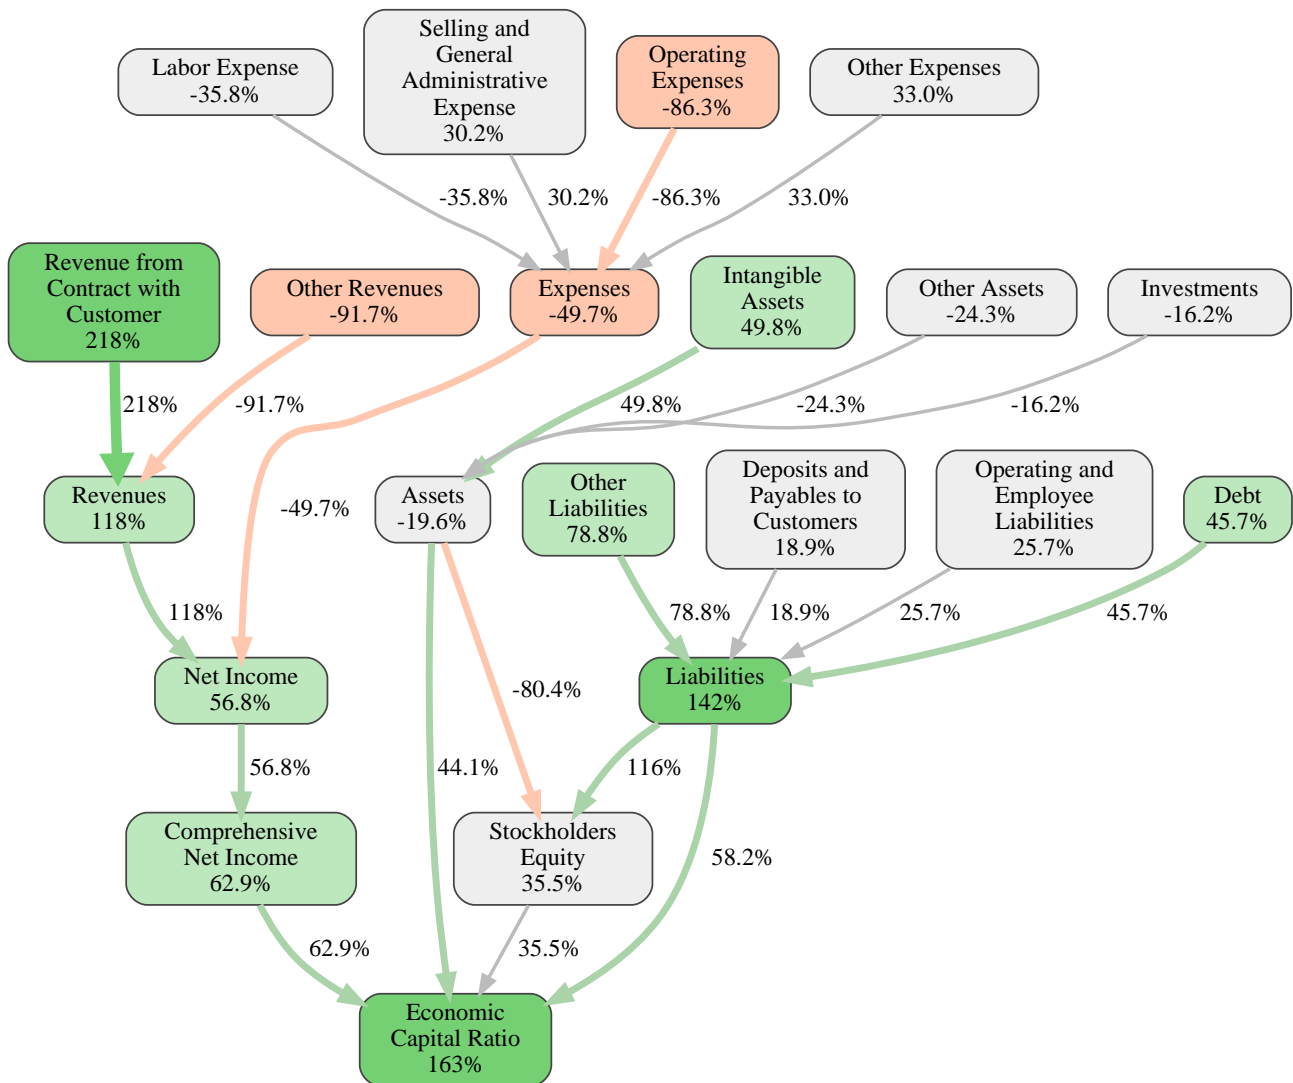 Labor Expense
-35.8%
Selling and
General
Administrative
Expense
30.2%
Operating
Expenses
-86.3%
Other Expenses
33.0%
-35.8%
30.2%
-86.3%
33.0%
Revenue from
Contract with
Customer
218%
Other Revenues
-91.7%
Expenses
-49.7%
Intangible
Assets
49.8%
Other Assets
-24.3%
Investments
-16.2%
218%
-91.7%
49.8%
-24.3%
-16.2%
Revenues
118%
-49.7%
Assets
-19.6%
Other
Liabilities
78.8%
Deposits and
Payables to
Customers
18.9%
Operating and
Employee
Liabilities
25.7%
Debt
45.7%
118%
78.8%
18.9%
25.7%
45.7%
Net Income
56.8%
-80.4%
Liabilities
142%
56.8%
44.1%
116%
Comprehensive
Net Income
62.9%
Stockholders
Equity
35.5%
58.2%
62.9%
35.5%
Economic
Capital Ratio
163%